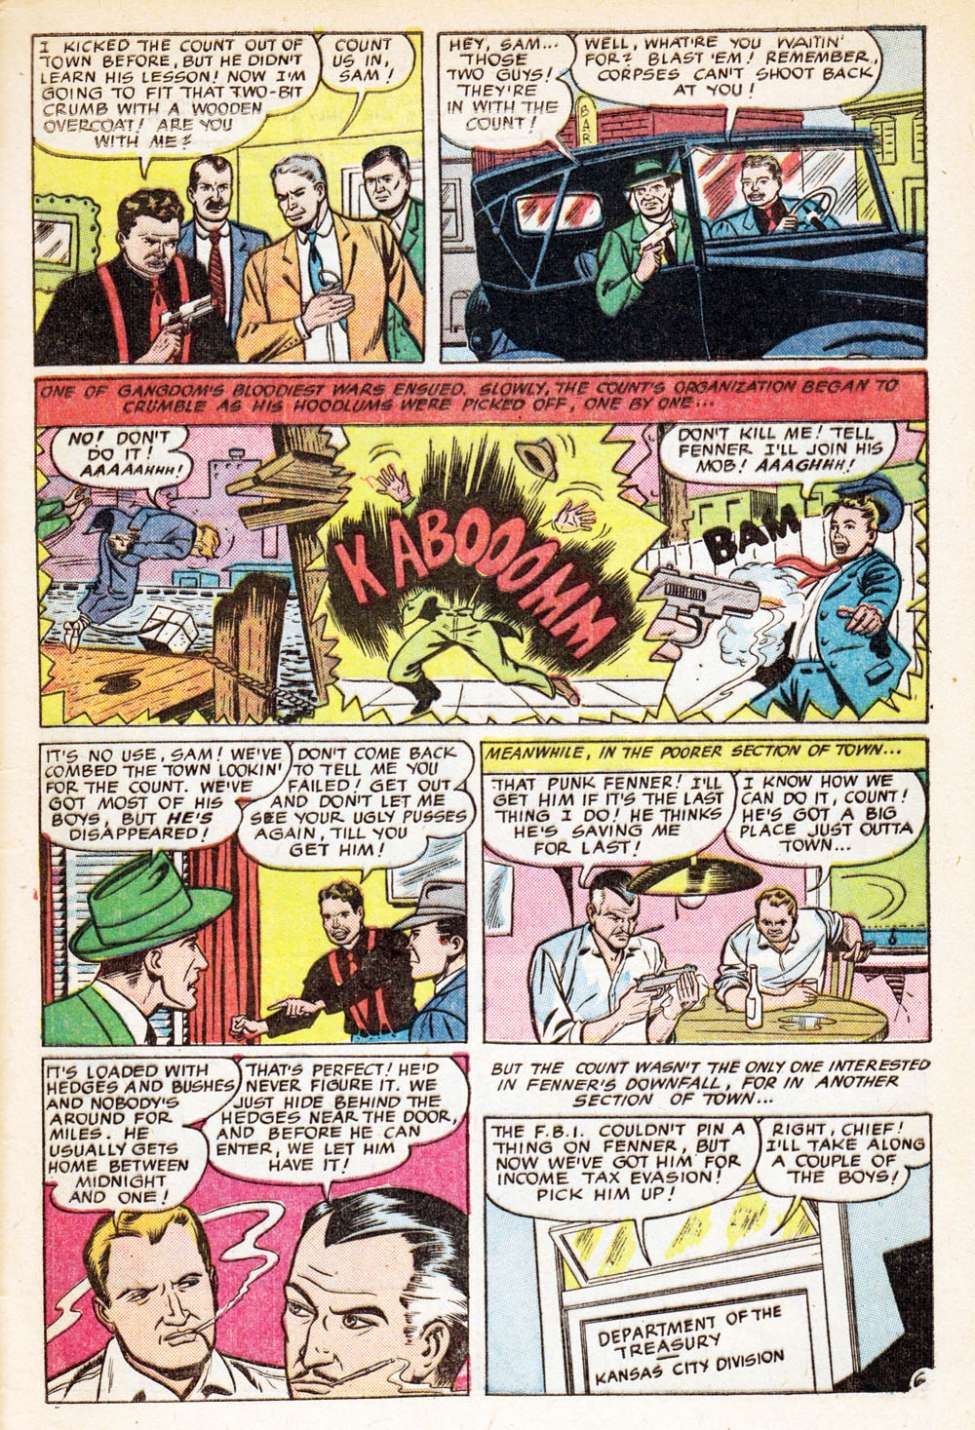 I KICKED THE COUNT OUT OF
TOWN BEFORE, BUT HE DIDN'T
LEARN HIS LESSON! NOW I'M
GOING TO FIT THAT TWO-BIT
CRUMB WITH A WOODEN
OVERCOAT! ARE YOU
WITH ME?
COUNT
US IN,
SAM!
HEY, SAM...
THOSE
TWO GUYS!
THEY'RE
IN WITH THE
COUNT!
WELL, WHAT'RE YOU WAITIN'
FOR? BLAST 'EM! REMEMBER,
CORPSES CAN'T SHOOT BACK
AT YOU!
BAR
ONE OF GANGDOM'S BLOODIEST WARS ENSUED. SLOWLY, THE COUNT'S ORGANIZATION BEGAN TO
CRUMBLE AS HIS HOODLUMS WERE PICKED OFF, ONE BY ONE...
NO! DON'T
DO IT!
AAAAAHHH!
KABOOOMM
DON'T KILL ME! TELL
FENNER I'LL JOIN HIS
MOB! AAAGHHH!
BAM
IT'S NO USE, SAM! WE'VE
COMBED THE TOWN LOOKIN'
FOR THE COUNT. WE'VE
GOT MOST OF HIS
BOYS, BUT HE'S
DISAPPEARED!
DON'T COME BACK
TO TELL ME YOU
FAILED! GET OUT
AND DON'T LET ME
SEE YOUR UGLY PUSSES
AGAIN, TILL YOU
GET HIM!
MEANWHILE, IN THE POORER SECTION OF TOWN...
THAT PUNK FENNER! I'LL
GET HIM IF IT'S THE LAST
THING I DO! HE THINKS
HE'S SAVING ME
FOR LAST!
I KNOW HOW WE
CAN DO IT, COUNT!
HE'S GOT A BIG
PLACE JUST OUTTA
TOWN...
IT'S LOADED WITH
HEDGES AND BUSHES
AND NOBODY'S
AROUND FOR
MILES. HE
USUALLY GETS
HOME BETWEEN
MIDNIGHT
AND ONE!
THAT'S PERFECT! HE'D
NEVER FIGURE IT. WE
JUST HIDE BEHIND THE
HEDGES NEAR THE DOOR,
AND BEFORE HE CAN
ENTER, WE LET HIM
HAVE IT!
BUT THE COUNT WASN'T THE ONLY ONE INTERESTED
IN FENNER'S DOWNFALL, FOR IN ANOTHER
SECTION OF TOWN...
THE F.B.I. COULDN'T PIN A
THING ON FENNER, BUT
NOW WE'VE GOT HIM FOR
INCOME TAX EVASION!
PICK HIM UP!
RIGHT, CHIEF!
I'LL TAKE ALONG
A COUPLE OF
THE BOYS!
DEPARTMENT OF THE
TREASURY
KANSAS CITY DIVISION
6